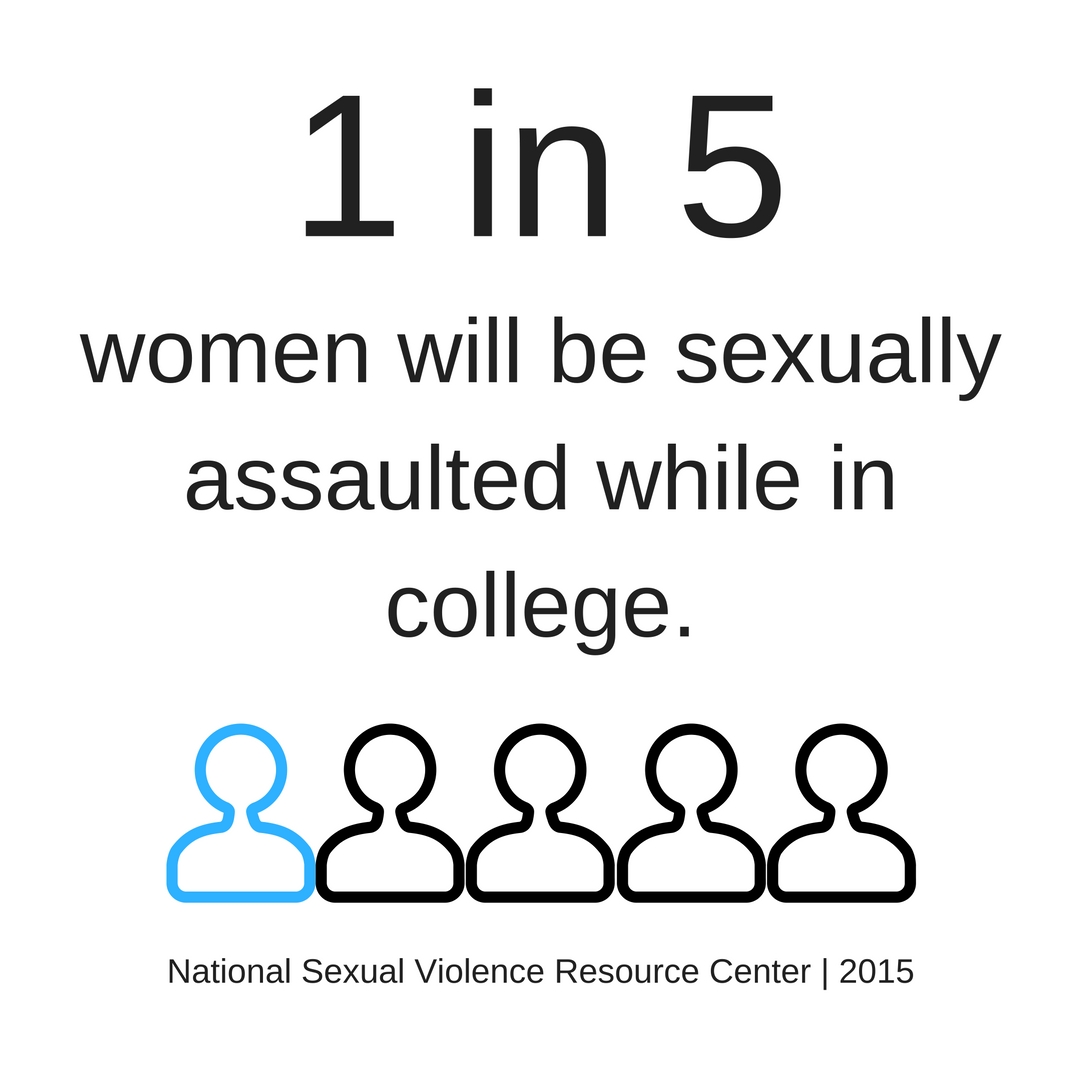 1 in 5
women will be sexually
assaulted while in
college.
National Sexual Violence Resource Center | 2015